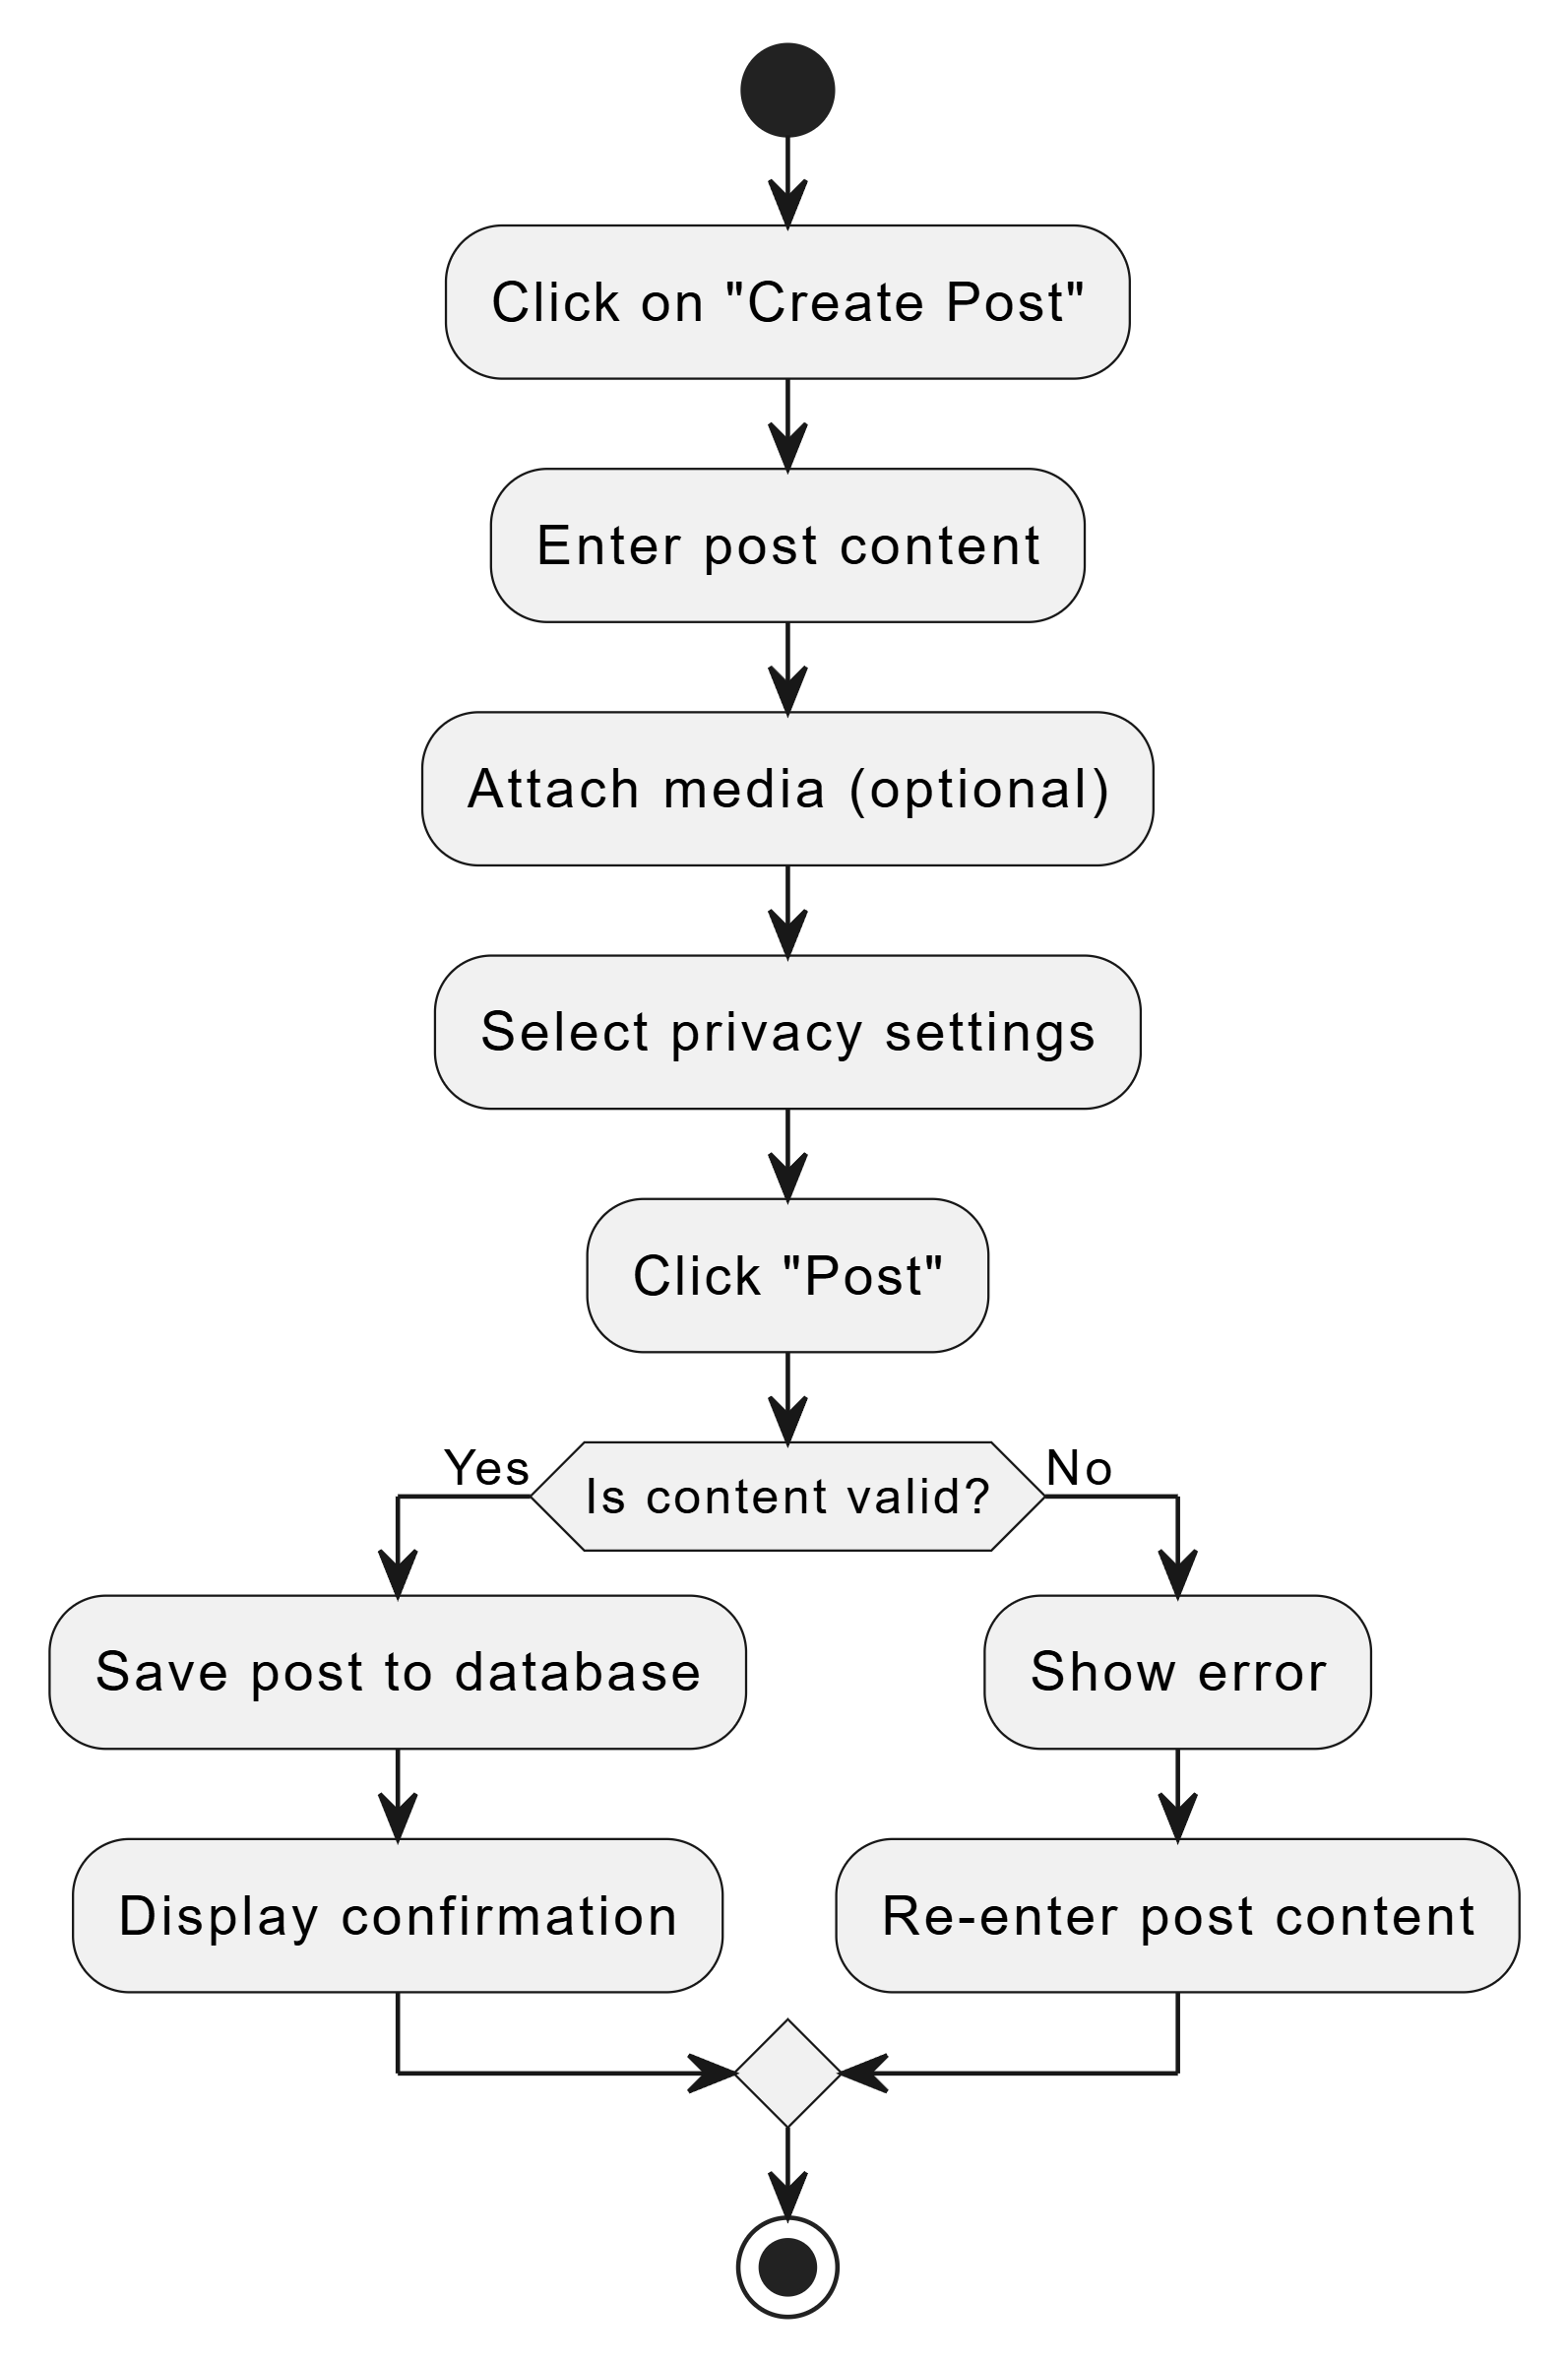 Click on "Create Post"
Enter post content
Attach media (optional)
Select privacy settings
Click "Post"
Yes
Is content valid?
No
Save post to database
Show error
Display confirmation
Re-enter post content